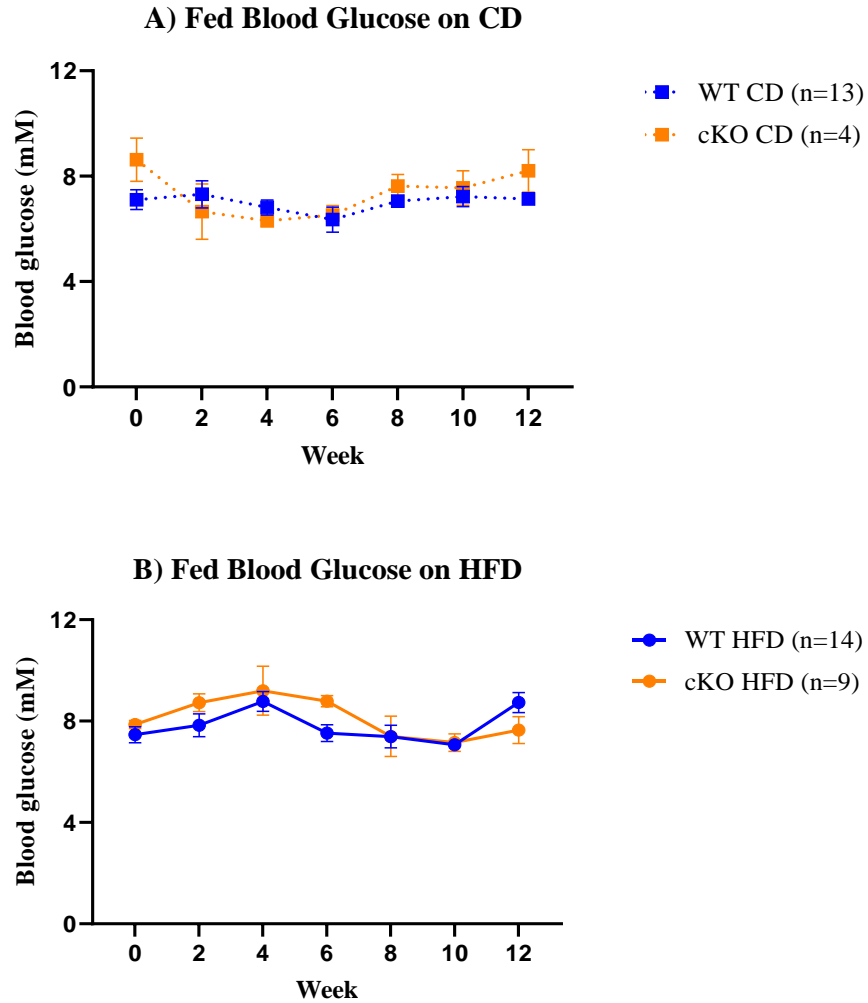 A) Fed Blood Glucose on CD
12
8
4
0
Blood glucose (mM)
0 2 4 6 8 10 12
Week
WT CD (n=13)
cKO CD (n=4)
B) Fed Blood Glucose on HFD
12
8
4
0
Blood glucose (mM)
0 2 4 6 8 10 12
Week
WT HFD (n=14)
cKO HFD (n=9)